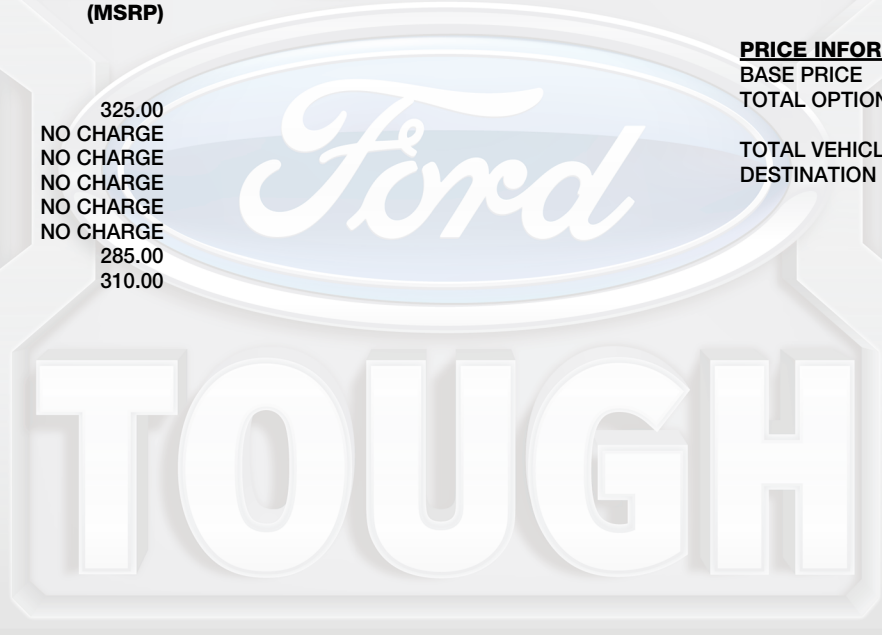 (MSRP)
325.00
NO CHARGE
NO CHARGE
NO CHARGE
NO CHARGE
NO CHARGE
285.00
310.00
PRICE INFOR
BASE PRICE
TOTAL OPTION
TOTAL VEHICL
DESTINATION
Ford
TOUGH